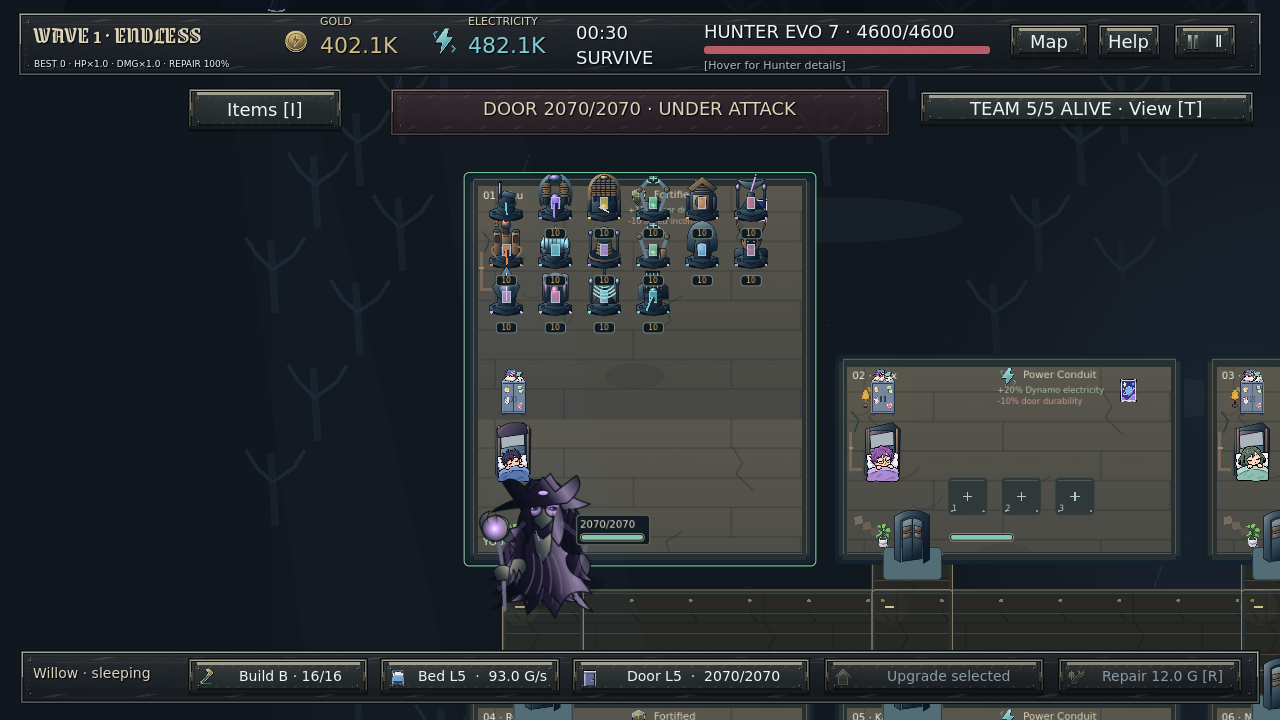 WAVE 1 · ENDLESS
BEST 0 · HP×1.0 · DMG×1.0 · REPAIR 100%
GOLD
402.1K
ELECTRICITY
482.1K
00:30
SURVIVE
HUNTER EVO 7 · 4600/4600
[Hover for Hunter details]
Map
Help
II
Items [I]
DOOR 2070/2070 · UNDER ATTACK
TEAM 5/5 ALIVE · View [T]
01
Fortified
10 10 10 10 10
10 10 10 10 10 10
10 10 10 10
2070/2070
02 ·
Power Conduit
+20% Dynamo electricity
-10% door durability
+ + +
1 2 3
03 ·
Willow · sleeping
Build B · 16/16
Bed L5 · 93.0 G/s
Door L5 · 2070/2070
Upgrade selected
Repair 12.0 G [R]
04 ·
Fortified
05 ·
Power Conduit
06 ·